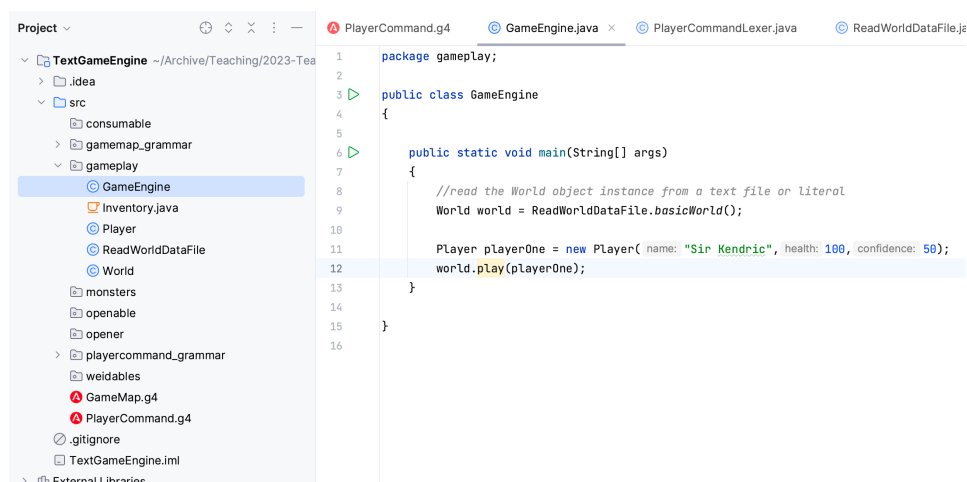 Project
TextGameEngine ~/Archive/Teaching/2023-Tea
.idea
src
consumable
gamemap_grammar
gameplay
GameEngine
Inventory.java
Player
ReadWorldDataFile
World
monsters
openable
opener
playercommand_grammar
weidables
GameMap.g4
PlayerCommand.g4
.gitignore
TextGameEngine.iml
External Libraries
PlayerCommand.g4 GameEngine.java PlayerCommandLexer.java ReadWorldDataFile.ja
1 package gameplay;
2
3 public class GameEngine
4 {
5
6 public static void main(String[] args)
7 {
8 //read the World object instance from a text file or literal
9 World world = ReadWorldDataFile.basicWorld();
10
11 Player playerOne = new Player( name: "Sir Kendric", health: 100, confidence: 50);
12 world.play(playerOne);
13 }
14
15 }
16